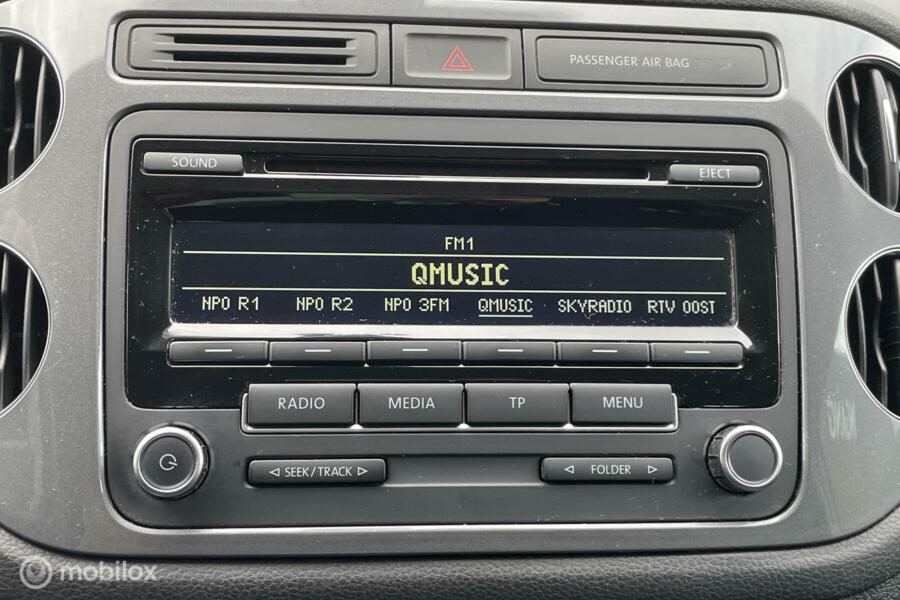 PASSENGER AIR BAG
SOUND
EJECT
FM1
QMUSIC
NPO R1 NPO R2 NPO 3FM QMUSIC SKYRADIO RTV OOST
RADIO MEDIA TP MENU
SEEK/TRACK FOLDER
mobilox